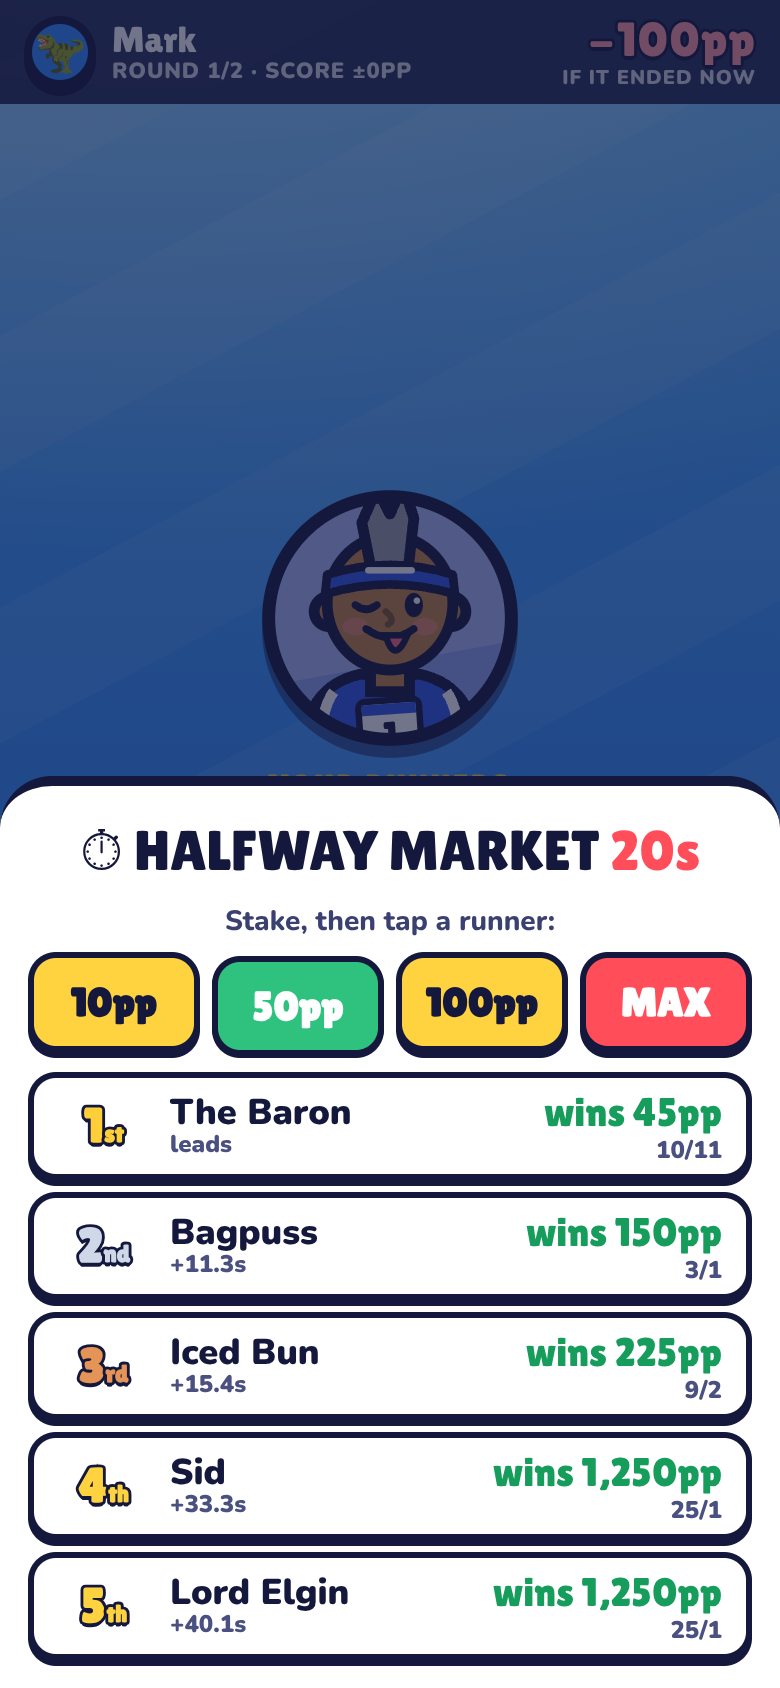 Mark
ROUND 1/2 · SCORE ±0PP
–100pp
IF IT ENDED NOW
1
⏱ HALFWAY MARKET 20s
Stake, then tap a runner:
10pp 50pp 100pp MAX
1st The Baron wins 45pp
leads 10/11
2nd Bagpuss wins 150pp
+11.3s 3/1
3rd Iced Bun wins 225pp
+15.4s 9/2
4th Sid wins 1,250pp
+33.3s 25/1
5th Lord Elgin wins 1,250pp
+40.1s 25/1